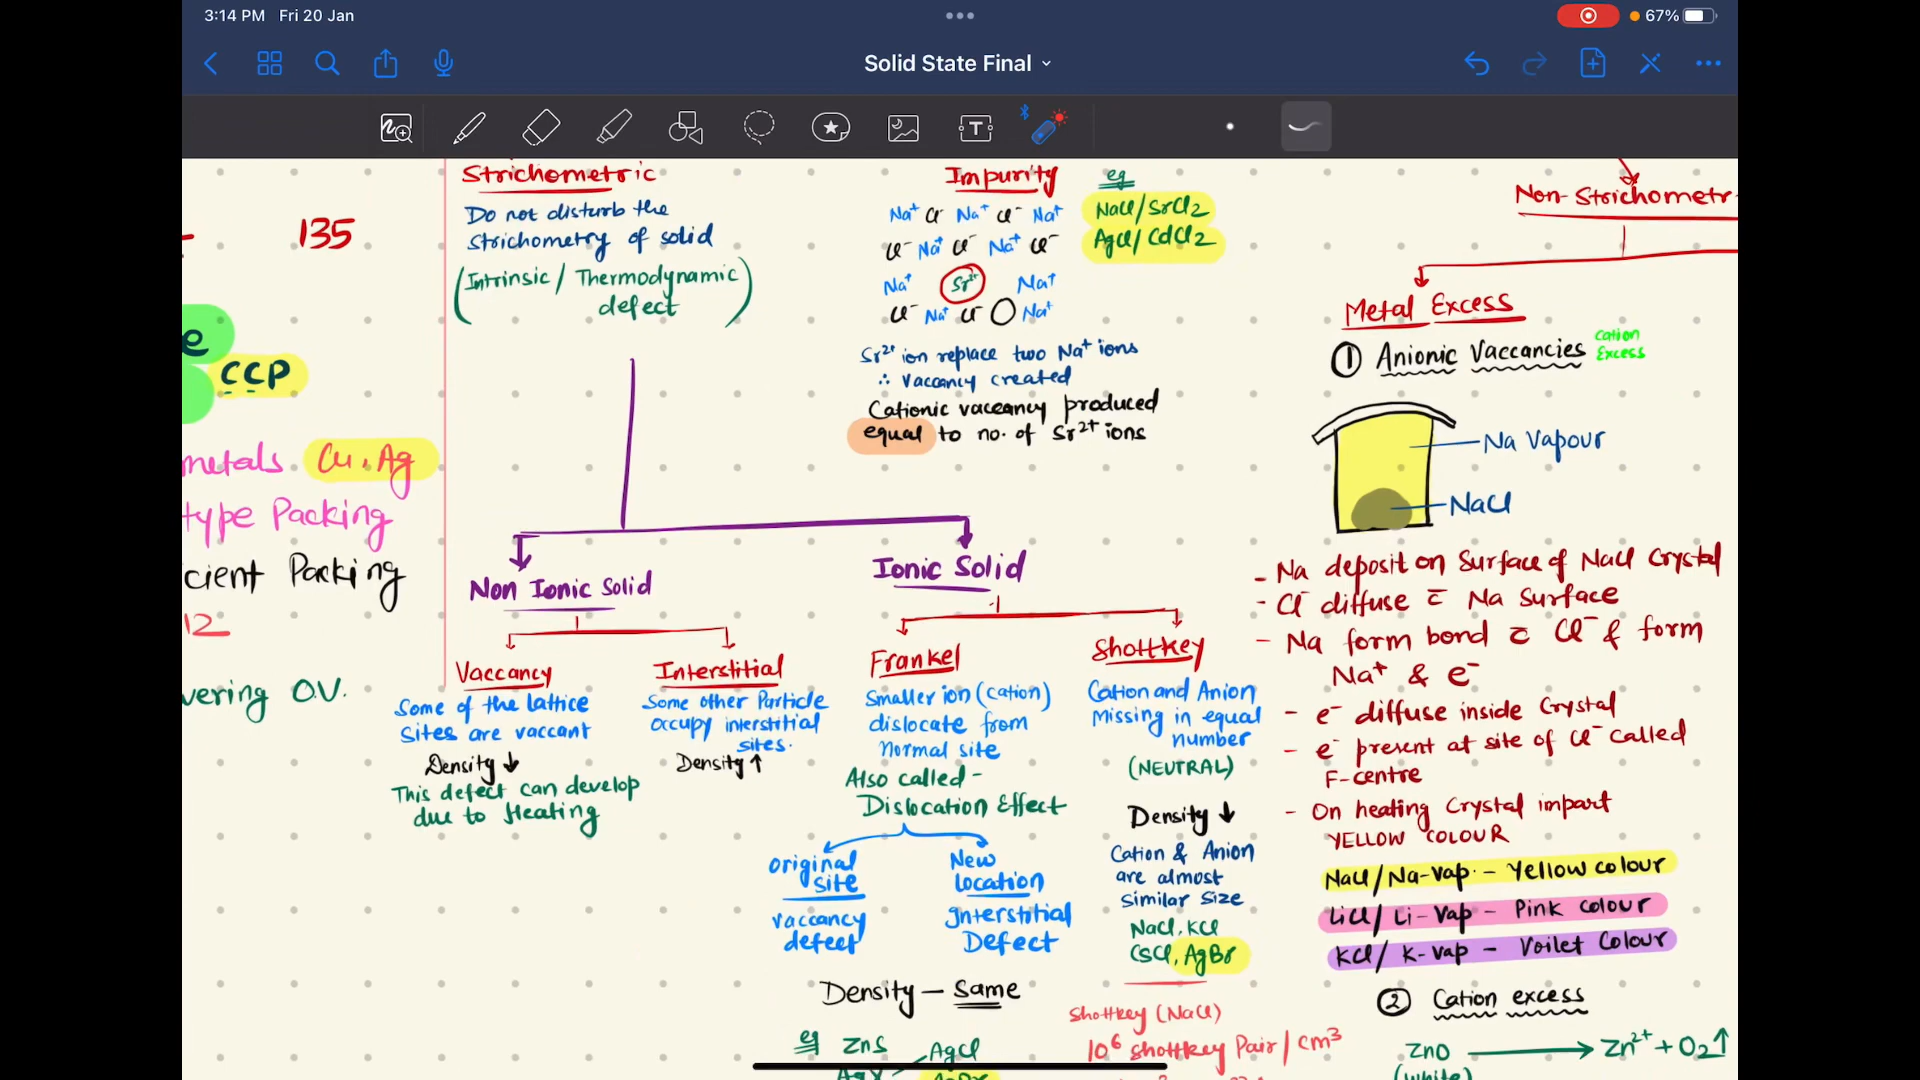 3:14 PM Fri 20 Jan
67%
Solid State Final
135
e
CCP
metals Cu, Ag
type Packing
cient Packing
12
vering O.V.
Strichometric
Do not disturb the
Strichometry of solid
(Intrinsic / Thermodynamic
defect)
Impurity
Na+ Cl- Na+ Cl- Na+
Cl- Na+ Cl- Na+ Cl-
Na+ Sr2+ Na+
Cl- Na+ Cl- Na+
eg
NaCl/SrCl2
AgCl/CdCl2
Sr2+ ion replace two Na+ ions
∴ Vaccancy created
Cationic vaccancy produced
equal to no. of Sr2+ ions
Non Ionic Solid
Ionic Solid
Vaccancy
Some of the lattice
Sites are vaccant
Density ↓
This defect can develop
due to Heating
Interstitial
Some other Particle
occupy interstitial
sites.
Density ↑
Frankel
Smaller ion (cation)
dislocate from
normal site
Also called -
Dislocation Effect
original
site
vaccancy
defect
New
location
Interstitial
Defect
Density – Same
eg ZnS
AgCl
Shottkey
Cation and Anion
Missing in equal
number
(NEUTRAL)
Density ↓
Cation & Anion
are almost
Similar Size
NaCl, KCl
CsCl, AgBr
Shottkey (NaCl)
10⁶ Shottkey Pair / cm³
Non-Strichometr
Metal Excess
① Anionic Vaccancies
Cation
Excess
Na Vapour
NaCl
- Na deposit on Surface of NaCl Crystal
- Cl- diffuse c̄ Na Surface
- Na form bond c̄ Cl- & form
Na+ & e-
- e- diffuse inside Crystal
- e- present at site of Cl- called
F-centre
- On heating Crystal impart
YELLOW COLOUR
NaCl/Na-vap. – Yellow colour
LiCl/ Li-Vap – Pink colour
KCl/ K-vap – Voilet Colour
② Cation excess
ZnO → Zn2+ + O2↑
(white)